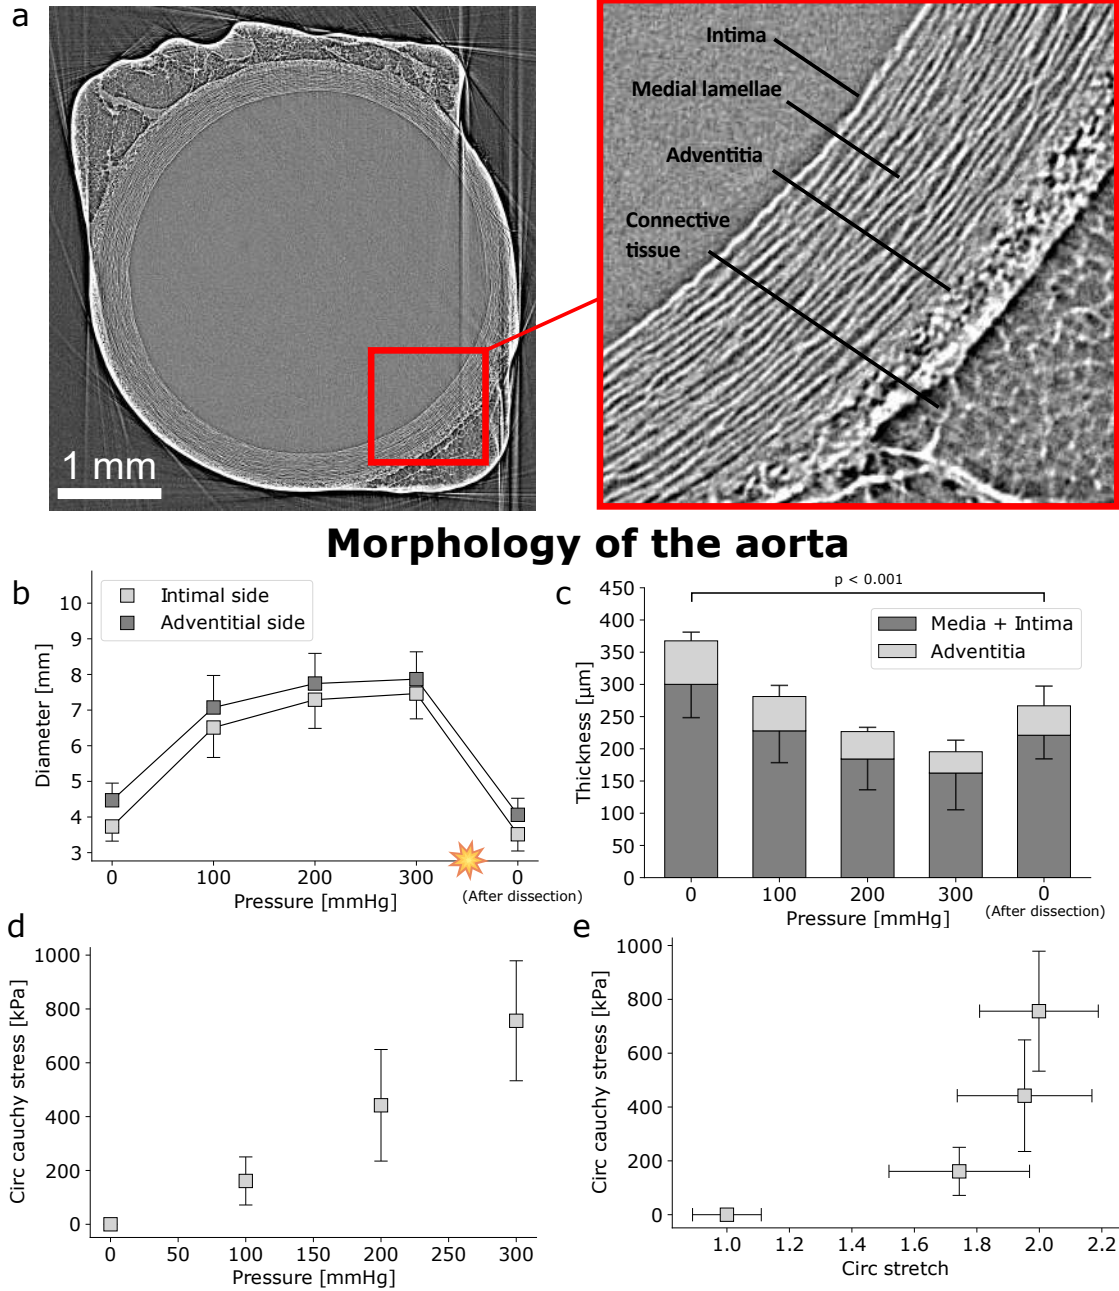 a
Intima
Medial lamellae
Adventitia
Connective
tissue
1 mm
Morphology of the aorta
b
Intimal side
Adventitial side
Diameter [mm]
10
9
8
7
6
5
4
3
0
100
200
300
0
Pressure [mmHg]
(After dissection)
c
p < 0.001
Media + Intima
Adventitia
Thickness [µm]
450
400
350
300
250
200
150
100
50
0
0
100
200
300
0
Pressure [mmHg]
(After dissection)
d
Circ cauchy stress [kPa]
1000
800
600
400
200
0
0
50
100
150
200
250
300
Pressure [mmHg]
e
Circ cauchy stress [kPa]
1000
800
600
400
200
0
1.0
1.2
1.4
1.6
1.8
2.0
2.2
Circ stretch